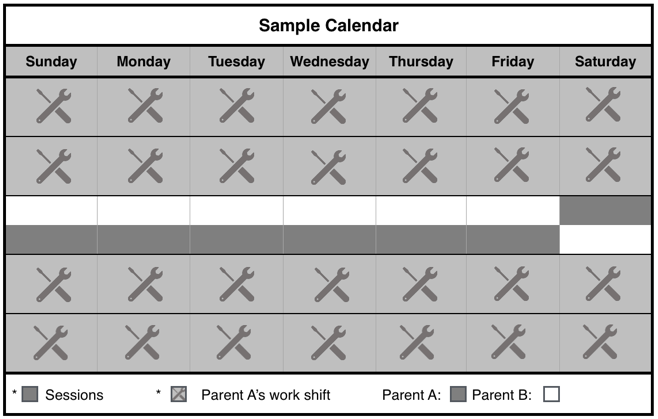 Sample Calendar
Sunday Monday Tuesday Wednesday Thursday Friday Saturday
* Sessions * Parent A's work shift Parent A: Parent B: